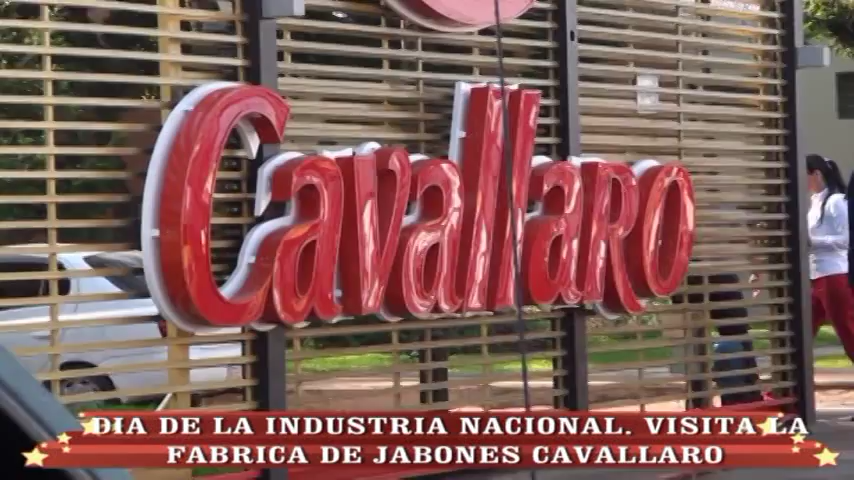 Cavallaro
DIA DE LA INDUSTRIA NACIONAL. VISITA LA
FABRICA DE JABONES CAVALLARO